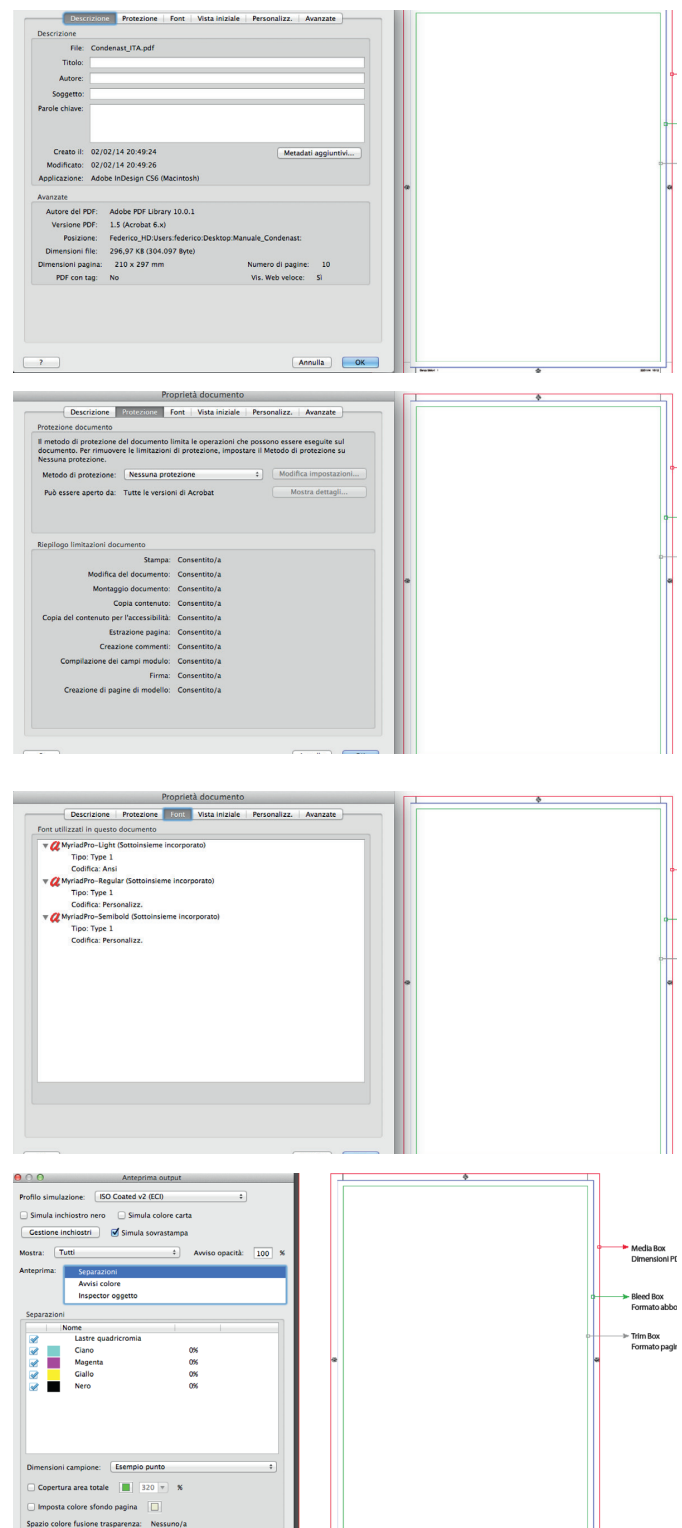 Descrizione Protezione Font Vista iniziale Personalizz. Avanzate
Descrizione
File: Condenast_ITA.pdf
Titolo:
Autore:
Soggetto:
Parole chiave:
Creato il: 02/02/14 20:49:24 Metadati aggiuntivi...
Modificato: 02/02/14 20:49:26
Applicazione: Adobe InDesign CS6 (Macintosh)
Avanzate
Autore del PDF: Adobe PDF Library 10.0.1
Versione PDF: 1.5 (Acrobat 6.x)
Posizione: Federico_HD:Users:federico:Desktop:Manuale_Condenast:
Dimensioni file: 296,97 KB (304.097 Byte)
Dimensioni pagina: 210 x 297 mm Numero di pagine: 10
PDF con tag: No Vis. Web veloce: Sì
? Annulla OK
Proprietà documento
Descrizione Protezione Font Vista iniziale Personalizz. Avanzate
Protezione documento
Il metodo di protezione del documento limita le operazioni che possono essere eseguite sul
documento. Per rimuovere le limitazioni di protezione, impostare il Metodo di protezione su
Nessuna protezione.
Metodo di protezione: Nessuna protezione Modifica impostazioni...
Può essere aperto da: Tutte le versioni di Acrobat Mostra dettagli...
Riepilogo limitazioni documento
Stampa: Consentito/a
Modifica del documento: Consentito/a
Montaggio documento: Consentito/a
Copia contenuto: Consentito/a
Copia del contenuto per l'accessibilità: Consentito/a
Estrazione pagina: Consentito/a
Creazione commenti: Consentito/a
Compilazione dei campi modulo: Consentito/a
Firma: Consentito/a
Creazione di pagine di modello: Consentito/a
Proprietà documento
Descrizione Protezione Font Vista iniziale Personalizz. Avanzate
Font utilizzati in questo documento
MyriadPro-Light (Sottoinsieme incorporato)
Tipo: Type 1
Codifica: Ansi
MyriadPro-Regular (Sottoinsieme incorporato)
Tipo: Type 1
Codifica: Personalizz.
MyriadPro-Semibold (Sottoinsieme incorporato)
Tipo: Type 1
Codifica: Personalizz.
Anteprima output
Profilo simulazione: ISO Coated v2 (ECI)
Simula inchiostro nero Simula colore carta
Gestione inchiostri Simula sovrastampa
Mostra: Tutti Avviso opacità: 100 %
Anteprima: Separazioni
Avvisi colore
Inspector oggetto
Separazioni
Nome
Lastre quadricromia
Ciano 0%
Magenta 0%
Giallo 0%
Nero 0%
Dimensioni campione: Esempio punto
Copertura area totale 320 %
Imposta colore sfondo pagina
Spazio colore fusione trasparenza: Nessuno/a
Media Box
Dimensioni PD
Bleed Box
Formato abbo
Trim Box
Formato pagin